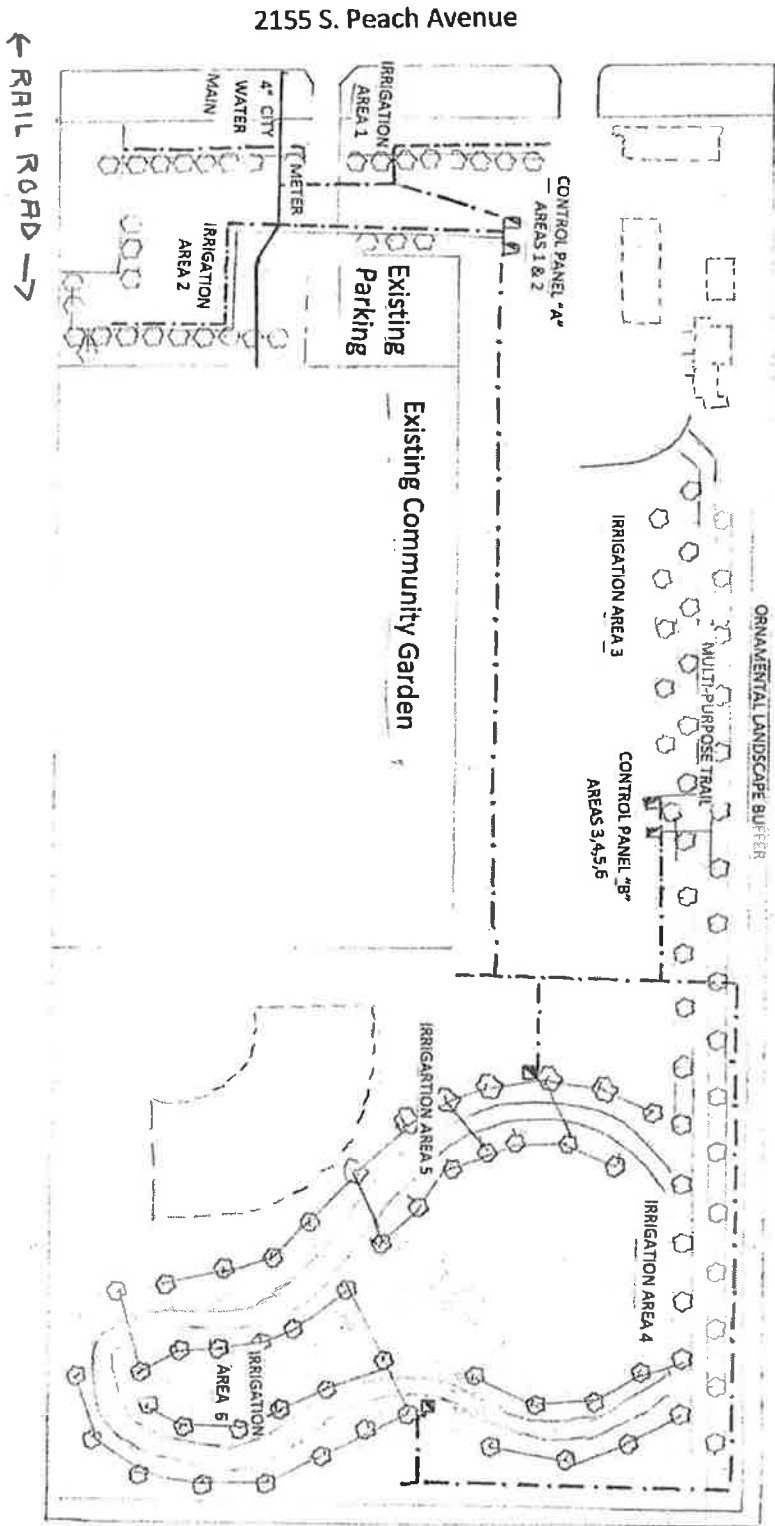 2155 S. Peach Avenue
← RAIL ROAD →
4" CITY
WATER
MAIN
METER
IRRIGATION
AREA 1
IRRIGATION
AREA 2
CONTROL PANEL "A"
AREAS 1 & 2
Existing
Parking
Existing Community Garden
IRRIGATION AREA 3
ORNAMENTAL LANDSCAPE BUFFER
MULTI-PURPOSE TRAIL
CONTROL PANEL "B"
AREAS 3,4,5,6
IRRIGARTION AREA 5
IRRIGATION AREA 4
IRRIGATION
AREA 6